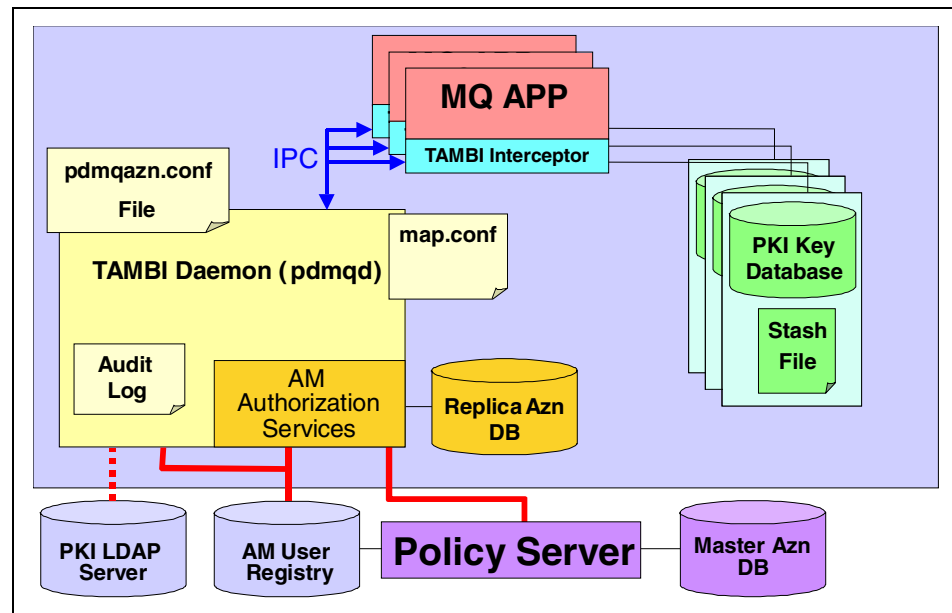 MQ APP
TAMBI Interceptor
IPC
pdmqazn.conf
File
map.conf
TAMBI Daemon (pdmqd)
PKI Key
Database
Stash
File
Audit
Log
AM
Authorization
Services
Replica Azn
DB
PKI LDAP
Server
AM User
Registry
Policy Server
Master Azn
DB